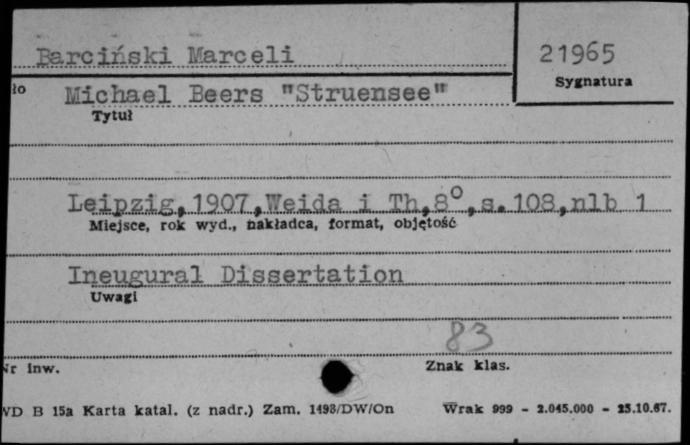 Barciński Marceli
21965
Sygnatura
ło
Michael Beers "Struensee"
Tytuł
Leipzig,1907,Weida i Th,8º,s.108,nlb 1
Miejsce, rok wyd., nakładca, format, objętość
Ineugural Dissertation
Uwagi
83
Nr inw.
Znak klas.
WD B 15a Karta katal. (z nadr.) Zam. 1498/DW/On
Wrak 999 - 2.045.000 - 25.10.67.